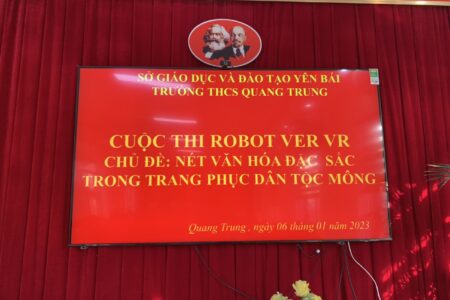 SỞ GIÁO DỤC VÀ ĐÀO TẠO YÊN BÁI
TRƯỜNG THCS QUANG TRUNG
CUỘC THI ROBOT VER VR
CHỦ ĐỀ: NÉT VĂN HÓA ĐẶC SẮC
TRONG TRANG PHỤC DÂN TỘC MÔNG
Quang Trung, ngày 06 tháng 01 năm 2023